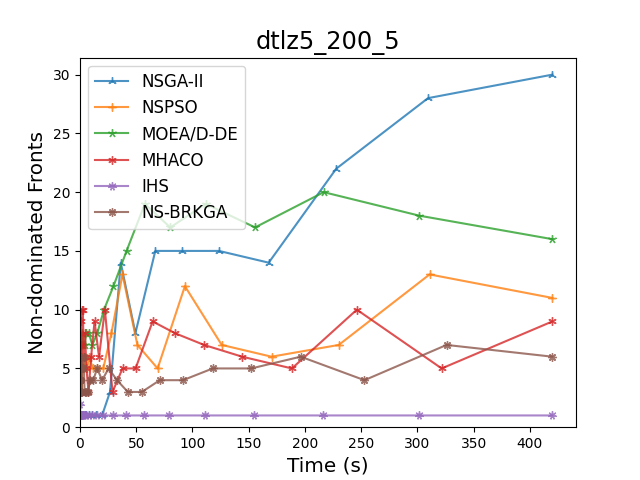 dtlz5_200_5
Non-dominated Fronts
30
25
20
15
10
5
0
NSGA-II
NSPSO
MOEA/D-DE
MHACO
IHS
NS-BRKGA
0 50 100 150 200 250 300 350 400
Time (s)